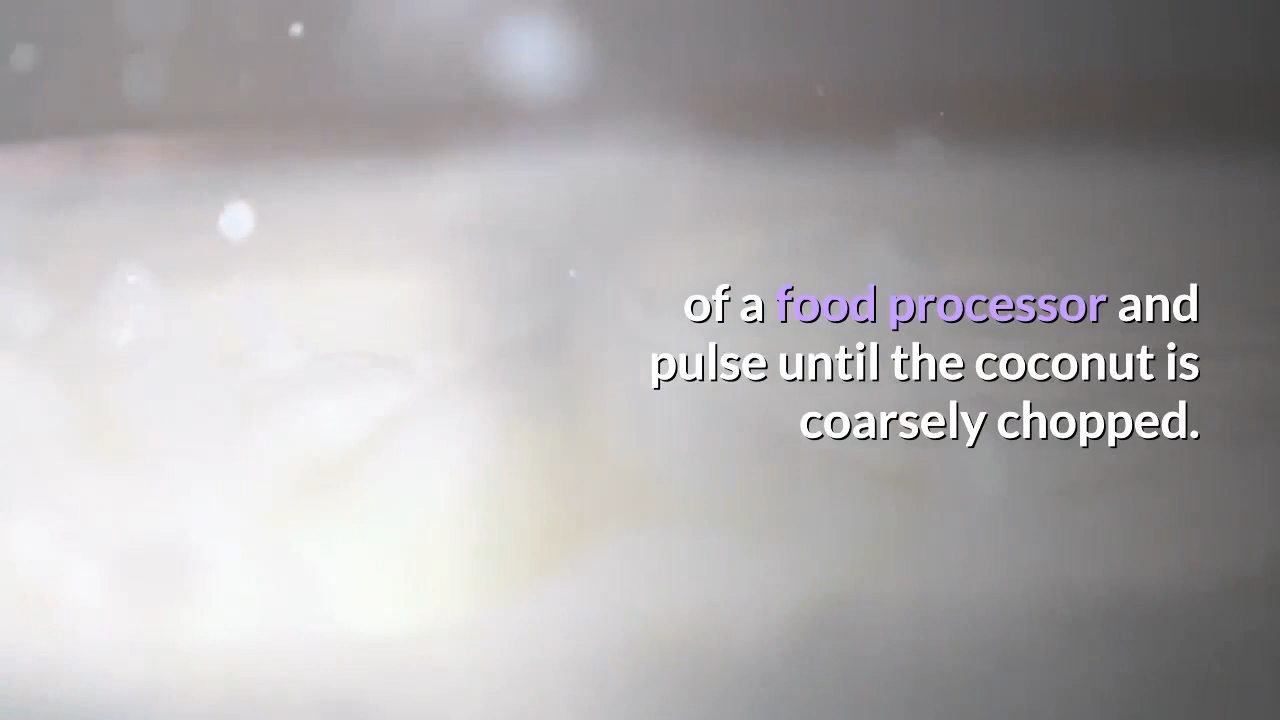 of a food processor and
pulse until the coconut is
coarsely chopped.